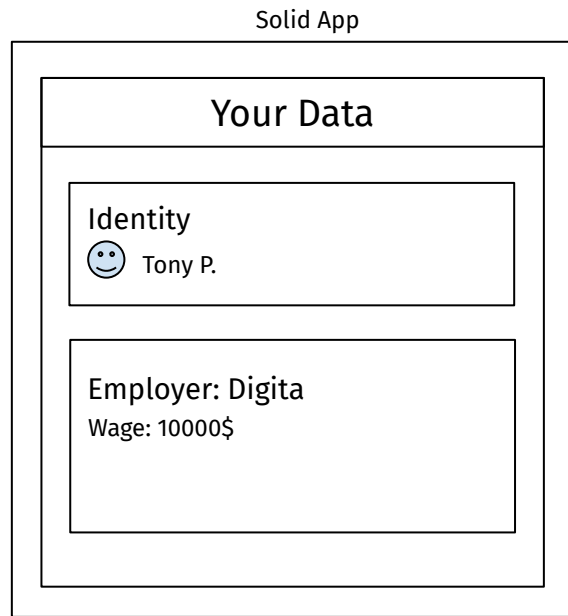 Solid App
Your Data
Identity
Tony P.
Employer: Digita
Wage: 10000$